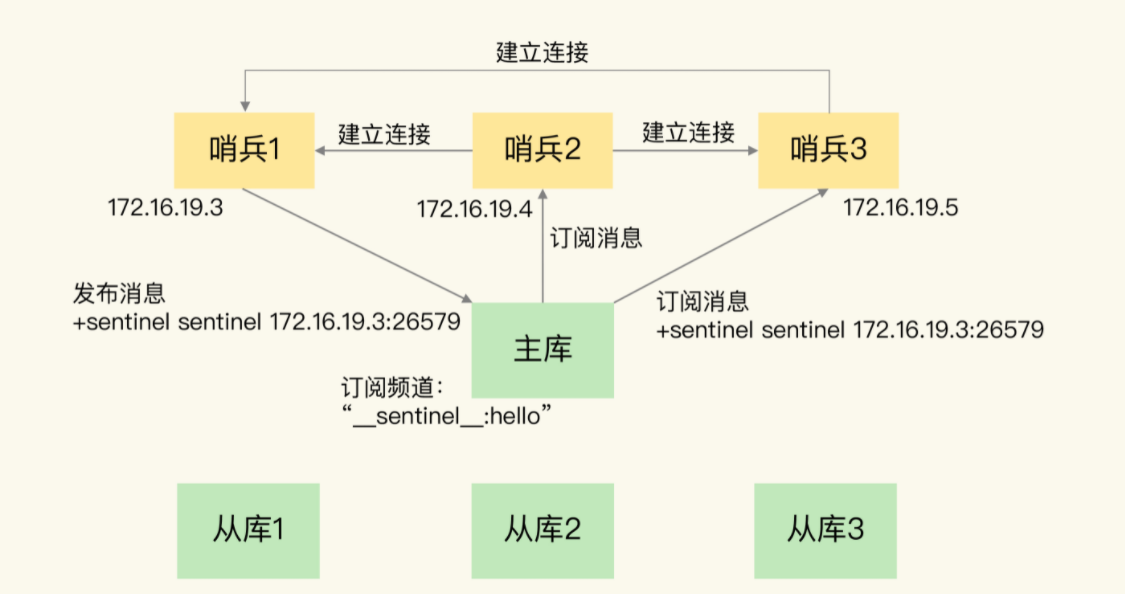 建立连接
哨兵1
建立连接
哨兵2
建立连接
哨兵3
172.16.19.3
172.16.19.4
172.16.19.5
订阅消息
发布消息
+sentinel sentinel 172.16.19.3:26579
订阅消息
+sentinel sentinel 172.16.19.3:26579
主库
订阅频道：
“__sentinel__:hello”
从库1
从库2
从库3